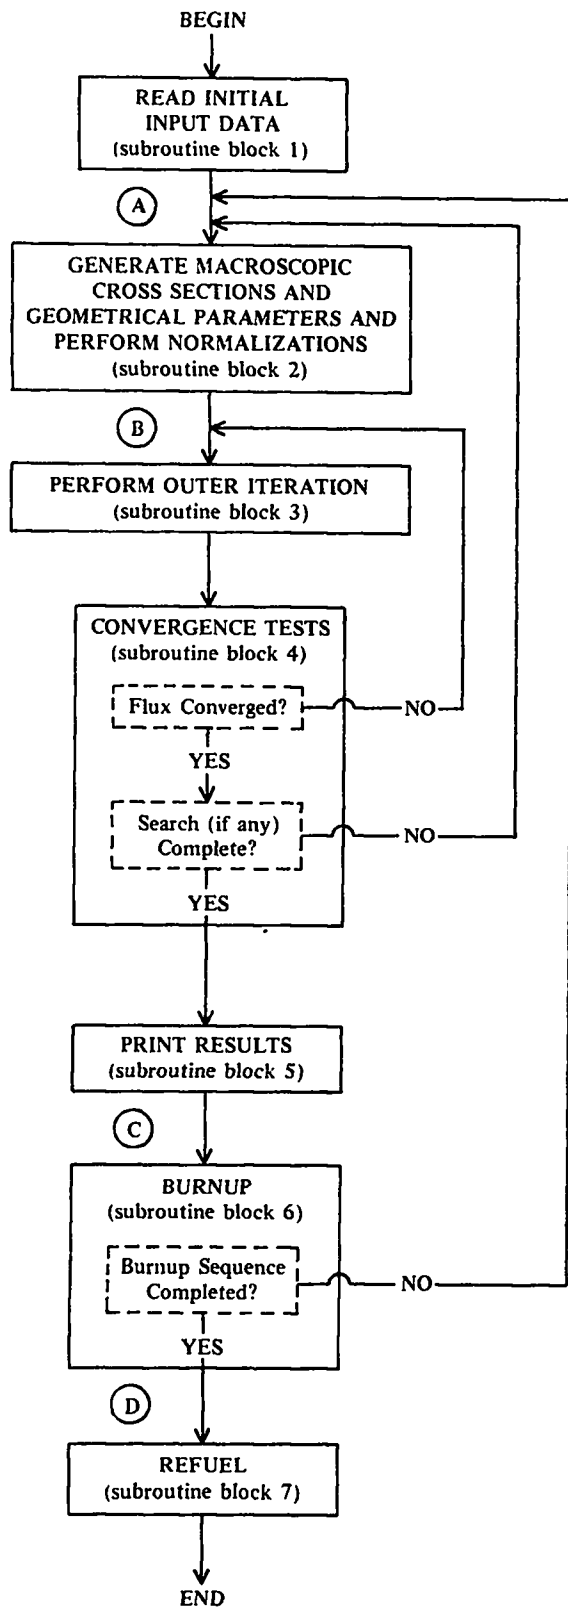 BEGIN
READ INITIAL
INPUT DATA
(subroutine block 1)
A
GENERATE MACROSCOPIC
CROSS SECTIONS AND
GEOMETRICAL PARAMETERS AND
PERFORM NORMALIZATIONS
(subroutine block 2)
B
PERFORM OUTER ITERATION
(subroutine block 3)
CONVERGENCE TESTS
(subroutine block 4)
Flux Converged?
NO
YES
Search (if any)
Complete?
NO
YES
PRINT RESULTS
(subroutine block 5)
C
BURNUP
(subroutine block 6)
Burnup Sequence
Completed?
NO
YES
D
REFUEL
(subroutine block 7)
END